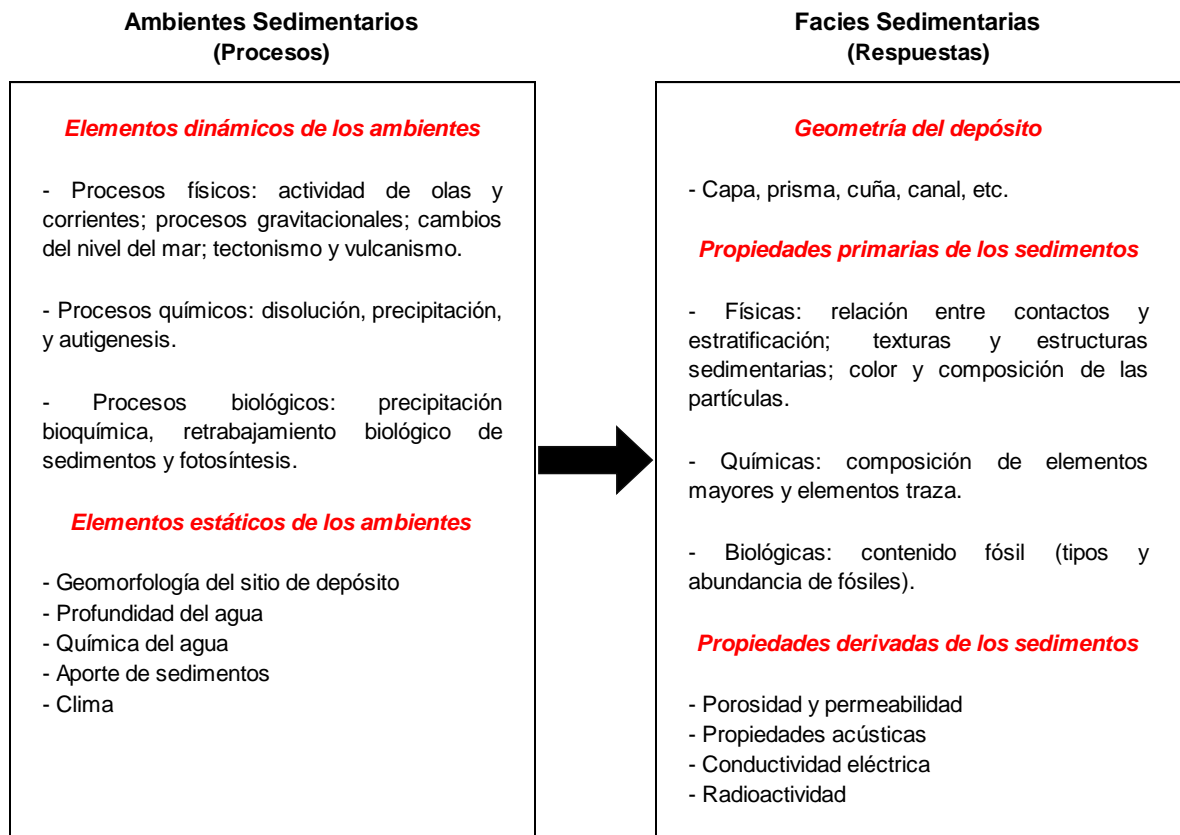 Ambientes Sedimentarios
(Procesos)
Elementos dinámicos de los ambientes
- Procesos físicos: actividad de olas y
corrientes; procesos gravitacionales; cambios
del nivel del mar; tectonismo y vulcanismo.
- Procesos químicos: disolución, precipitación,
y autigenesis.
- Procesos biológicos: precipitación
bioquímica, retrabajamiento biológico de
sedimentos y fotosíntesis.
Elementos estáticos de los ambientes
- Geomorfología del sitio de depósito
- Profundidad del agua
- Química del agua
- Aporte de sedimentos
- Clima
Facies Sedimentarias
(Respuestas)
Geometría del depósito
- Capa, prisma, cuña, canal, etc.
Propiedades primarias de los sedimentos
- Físicas: relación entre contactos y
estratificación; texturas y estructuras
sedimentarias; color y composición de las
partículas.
- Químicas: composición de elementos
mayores y elementos traza.
- Biológicas: contenido fósil (tipos y
abundancia de fósiles).
Propiedades derivadas de los sedimentos
- Porosidad y permeabilidad
- Propiedades acústicas
- Conductividad eléctrica
- Radioactividad